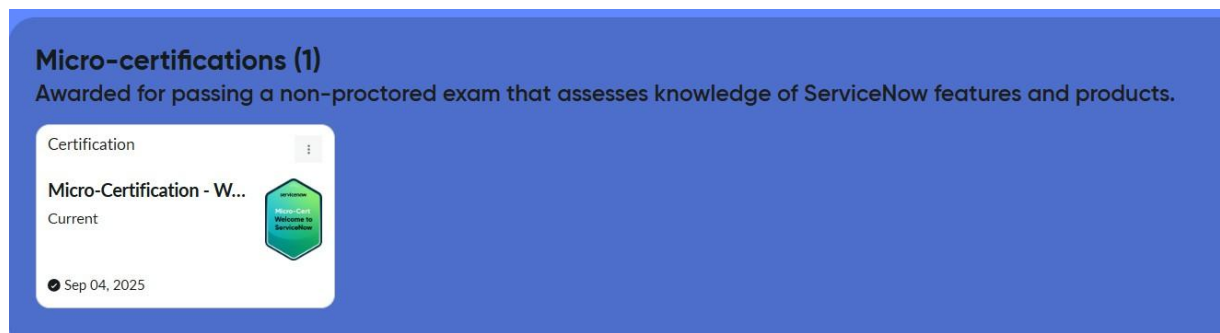 Micro-certifications (1)
Awarded for passing a non-proctored exam that assesses knowledge of ServiceNow features and products.
Certification
Micro-Certification - W...
Current
servicenow
Micro-Cert
Welcome to
ServiceNow
Sep 04, 2025